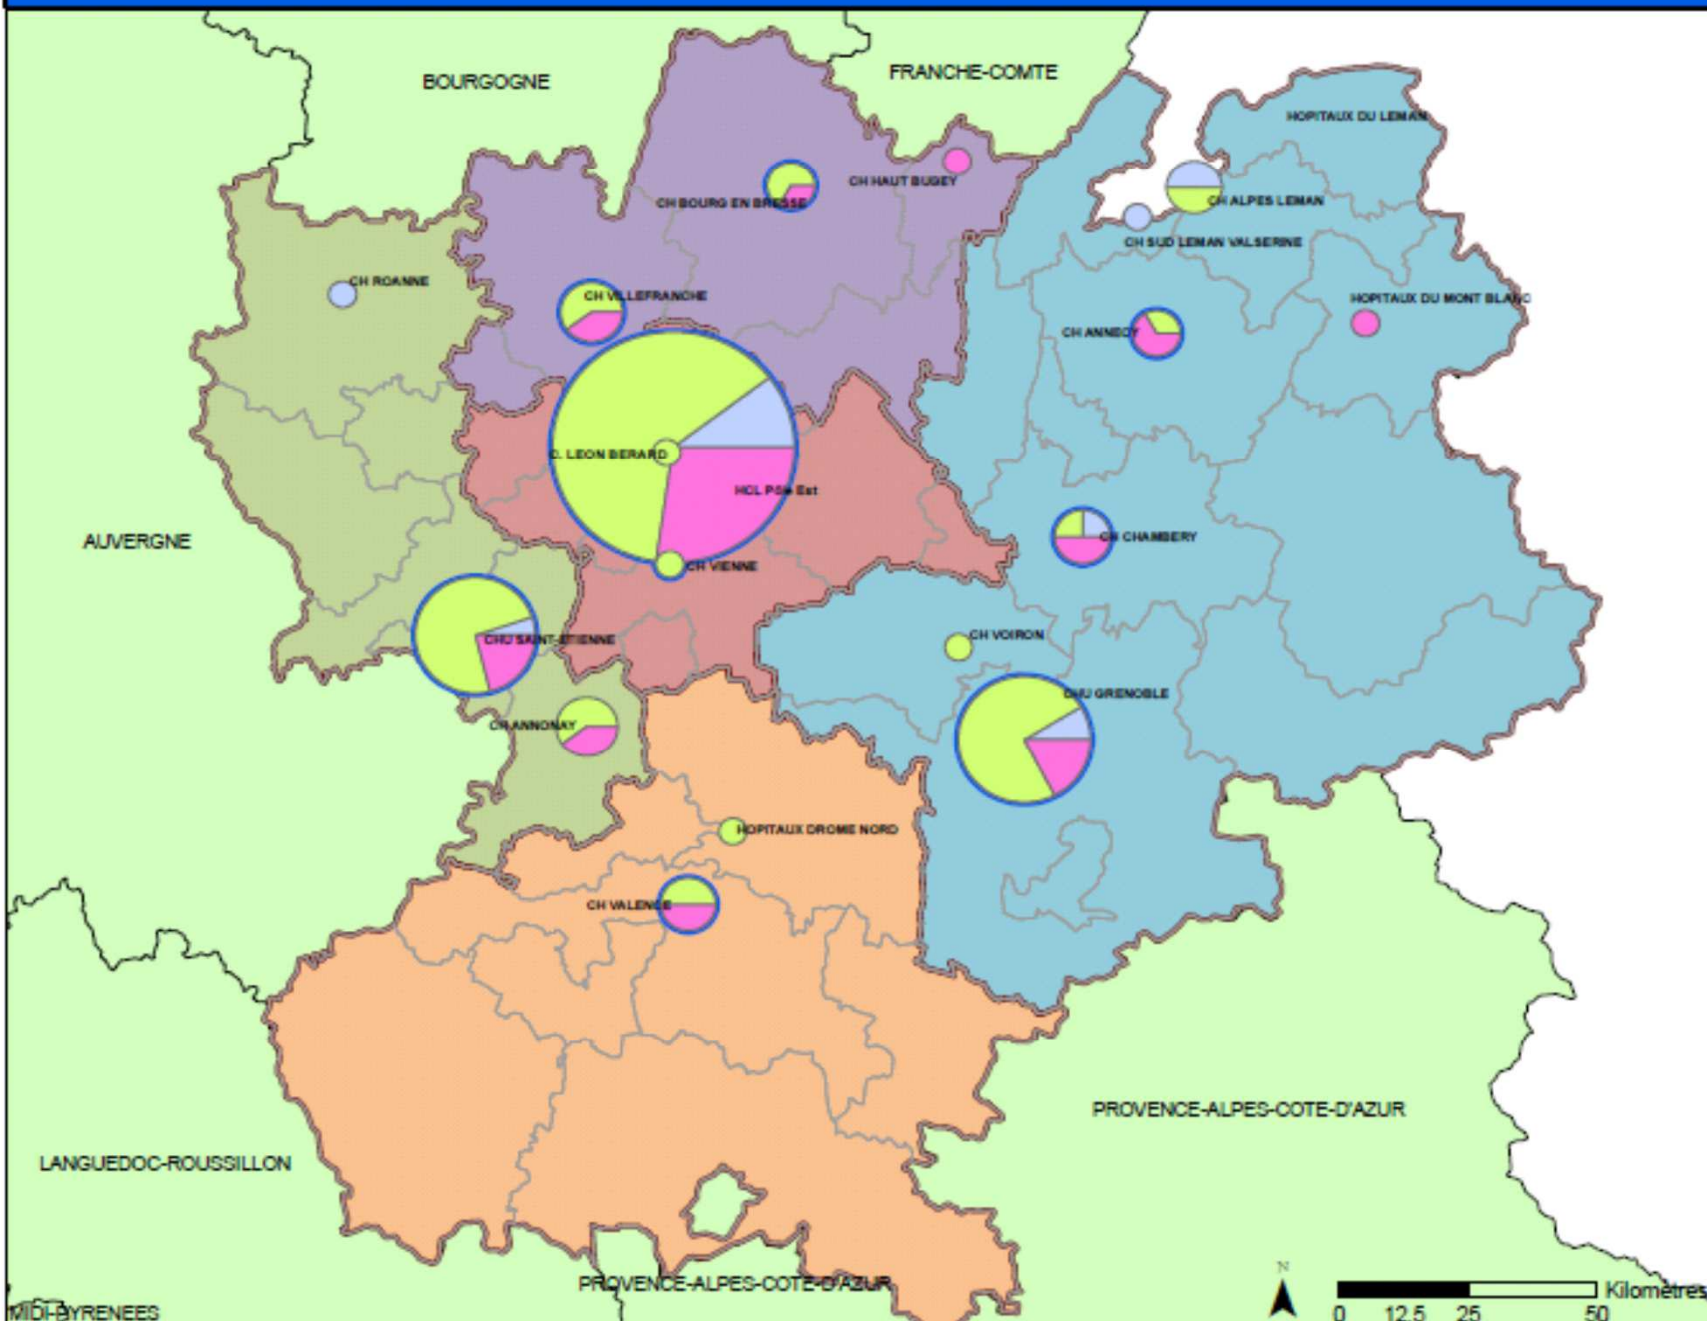 BOURGOGNE
FRANCHE-COMTE
HOPITAUX DU LEMAN
CH HAUT BUGEY
CH BOURG EN BRESSE
CH ALPES LEMAN
CH SUD LEMAN VALSERINE
CH ROANNE
CH VILLEFRANCHE
HOPITAUX DU MONT BLANC
CH ANNECY
C. LEON BERARD
HCL Pôle Est
AUVERGNE
CH CHAMBERY
CH VIENNE
CHU SAINT-ETIENNE
CH VOIRON
CHU GRENOBLE
CH ANNONAY
HOPITAUX DROME NORD
CH VALENCE
PROVENCE-ALPES-COTE-D'AZUR
LANGUEDOC-ROUSSILLON
PROVENCE-ALPES-COTE-D'AZUR
MIDI-PYRENEES
N
Kilomètres
0 12,5 25 50